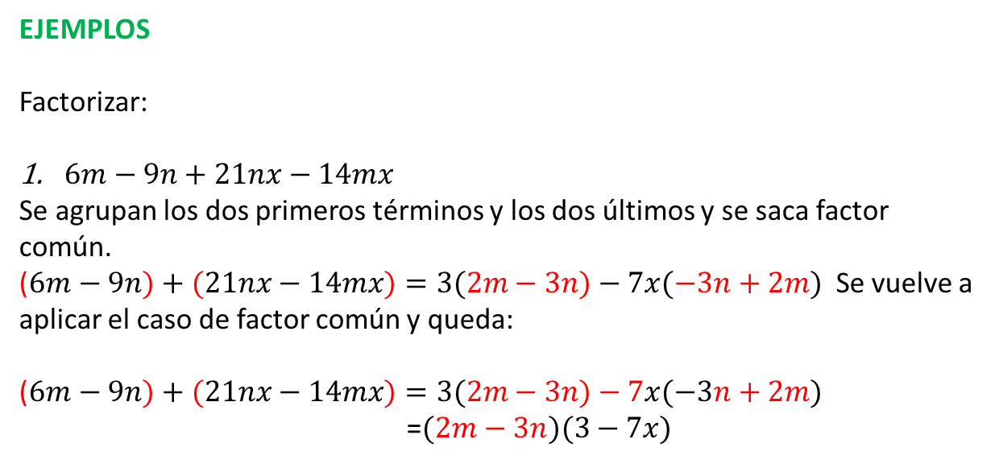 EJEMPLOS
Factorizar:
1. 6m − 9n + 21nx − 14mx
Se agrupan los dos primeros términos y los dos últimos y se saca factor
común.
(6m − 9n) + (21nx − 14mx) = 3(2m − 3n) − 7x(−3n + 2m) Se vuelve a
aplicar el caso de factor común y queda:
(6m − 9n) + (21nx − 14mx) = 3(2m − 3n) − 7x(−3n + 2m)
=(2m − 3n)(3 − 7x)